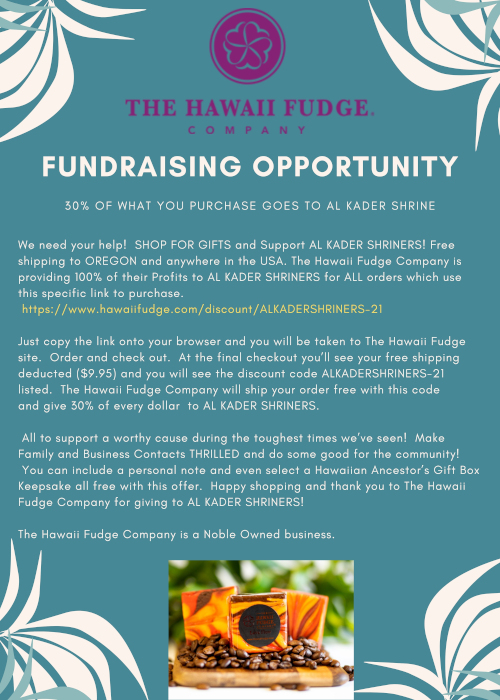 THE HAWAII FUDGE.
COMPANY
FUNDRAISING OPPORTUNITY
30% OF WHAT YOU PURCHASE GOES TO AL KADER SHRINE
We need your help! SHOP FOR GIFTS and Support AL KADER SHRINERS! Free
shipping to OREGON and anywhere in the USA. The Hawaii Fudge Company is
providing 100% of their Profits to AL KADER SHRINERS for ALL orders which use
this specific link to purchase.
https://www.hawaiifudge.com/discount/ALKADERSHRINERS-21
Just copy the link onto your browser and you will be taken to The Hawaii Fudge
site. Order and check out. At the final checkout you'll see your free shipping
deducted ($9.95) and you will see the discount code ALKADERSHRINERS-21
listed. The Hawaii Fudge Company will ship your order free with this code
and give 30% of every dollar to AL KADER SHRINERS.
All to support a worthy cause during the toughest times we've seen! Make
Family and Business Contacts THRILLED and do some good for the community!
You can include a personal note and even select a Hawaiian Ancestor's Gift Box
Keepsake all free with this offer. Happy shopping and thank you to The Hawaii
Fudge Company for giving to AL KADER SHRINERS!
The Hawaii Fudge Company is a Noble Owned business.